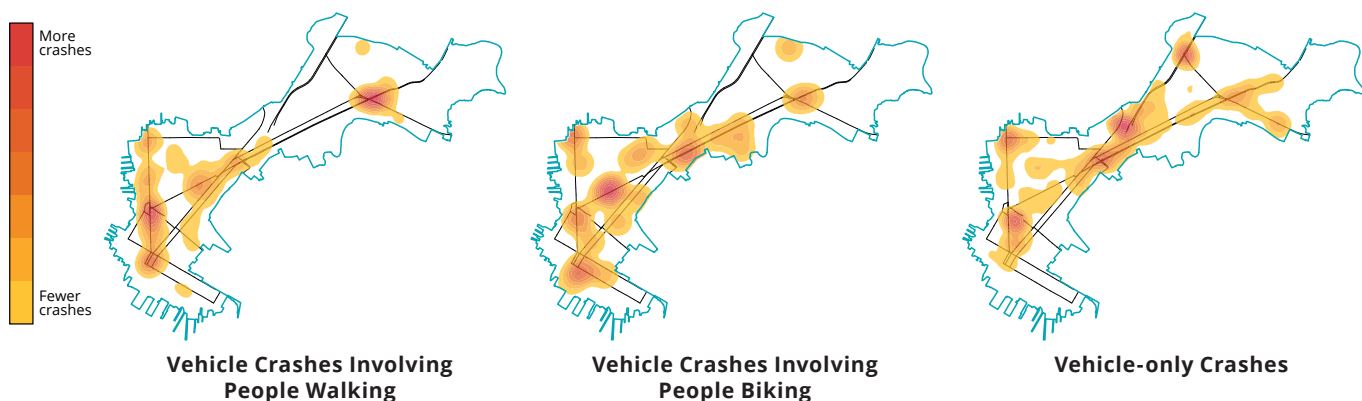 More
crashes
Fewer
crashes
Vehicle Crashes Involving
People Walking
Vehicle Crashes Involving
People Biking
Vehicle-only Crashes